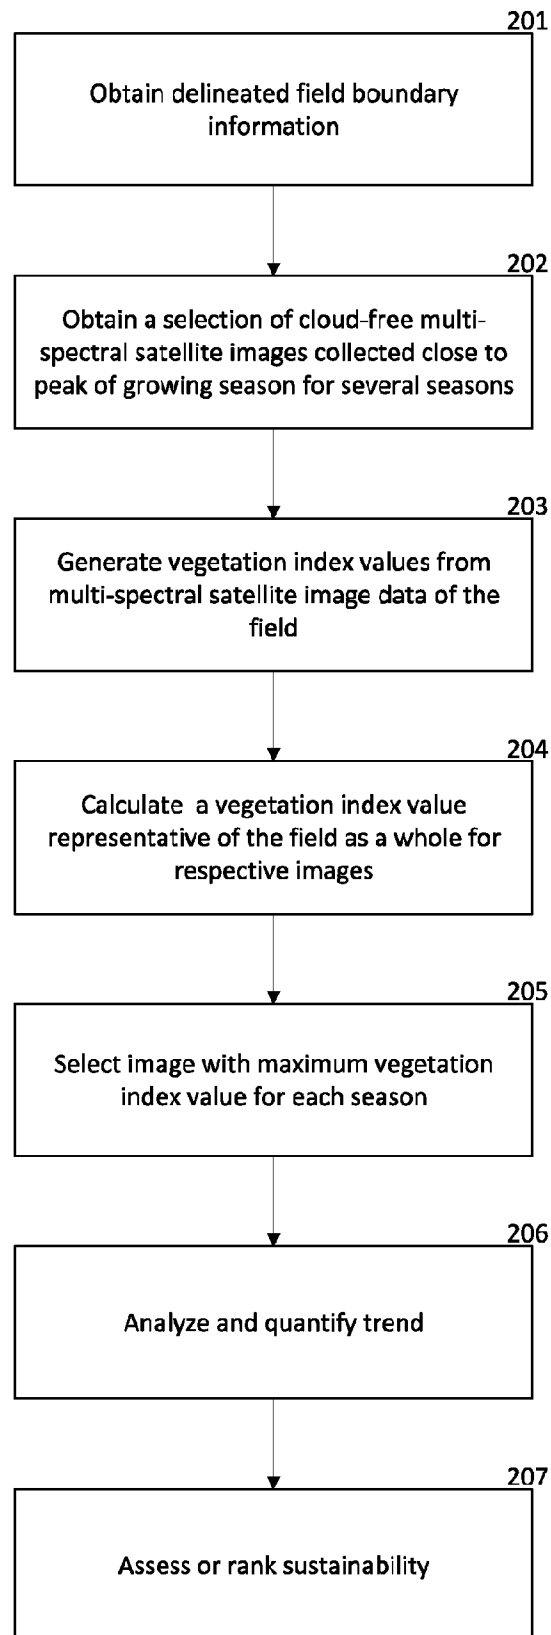 201
Obtain delineated field boundary
information
202
Obtain a selection of cloud-free multi-
spectral satellite images collected close to
peak of growing season for several seasons
203
Generate vegetation index values from
multi-spectral satellite image data of the
field
204
Calculate a vegetation index value
representative of the field as a whole for
respective images
205
Select image with maximum vegetation
index value for each season
206
Analyze and quantify trend
207
Assess or rank sustainability